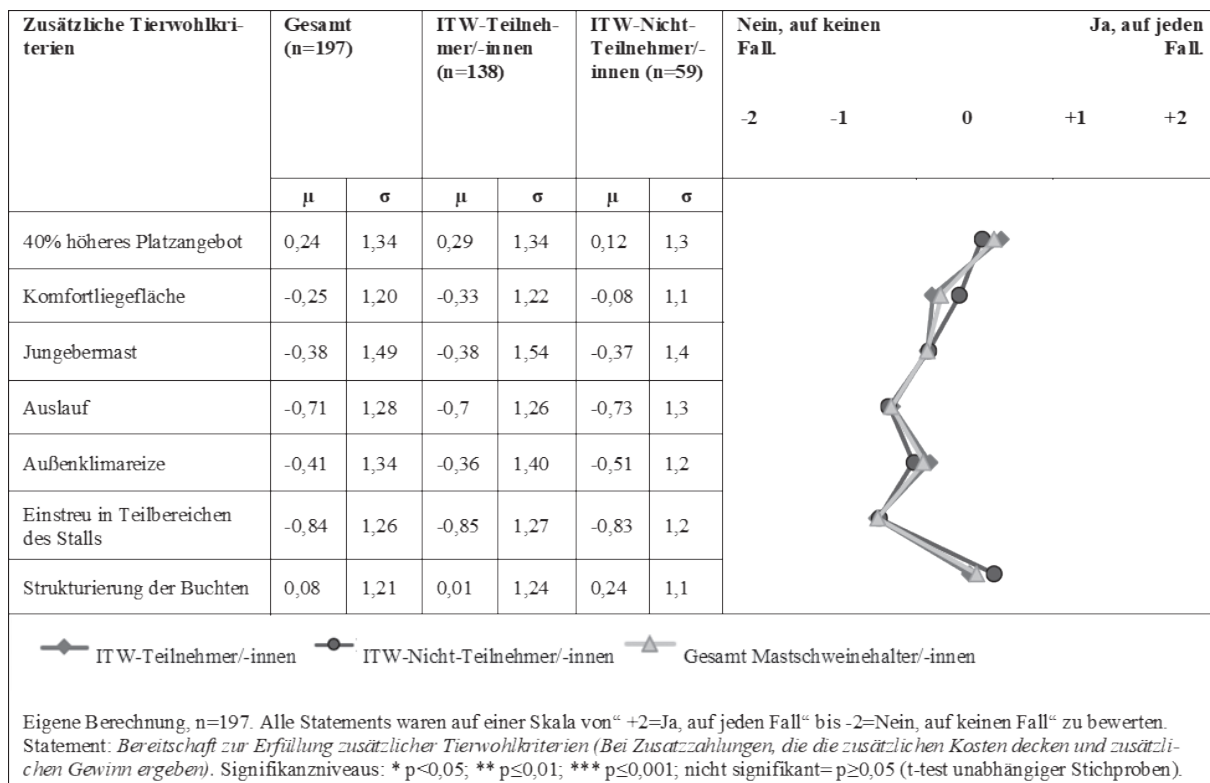 Zusätzliche Tierwohlkri-
terien
Gesamt
(n=197)
ITW-Teilneh-
mer/-innen
(n=138)
ITW-Nicht-
Teilnehmer/-
innen (n=59)
Nein, auf keinen
Fall.
Ja, auf jeden
Fall.
-2 -1 0 +1 +2
μ σ μ σ μ σ
40% höheres Platzangebot 0,24 1,34 0,29 1,34 0,12 1,3
Komfortliegefläche -0,25 1,20 -0,33 1,22 -0,08 1,1
Jungebermast -0,38 1,49 -0,38 1,54 -0,37 1,4
Auslauf -0,71 1,28 -0,7 1,26 -0,73 1,3
Außenklimareize -0,41 1,34 -0,36 1,40 -0,51 1,2
Einstreu in Teilbereichen
des Stalls -0,84 1,26 -0,85 1,27 -0,83 1,2
Strukturierung der Buchten 0,08 1,21 0,01 1,24 0,24 1,1
ITW-Teilnehmer/-innen ITW-Nicht-Teilnehmer/-innen Gesamt Mastschweinehalter/-innen
Eigene Berechnung, n=197. Alle Statements waren auf einer Skala von“ +2=Ja, auf jeden Fall“ bis -2=Nein, auf keinen Fall“ zu bewerten.
Statement: Bereitschaft zur Erfüllung zusätzlicher Tierwohlkriterien (Bei Zusatzzahlungen, die die zusätzlichen Kosten decken und zusätzli-
chen Gewinn ergeben). Signifikanzniveaus: * p<0,05; ** p≤0,01; *** p≤0,001; nicht signifikant= p≥0,05 (t-test unabhängiger Stichproben).